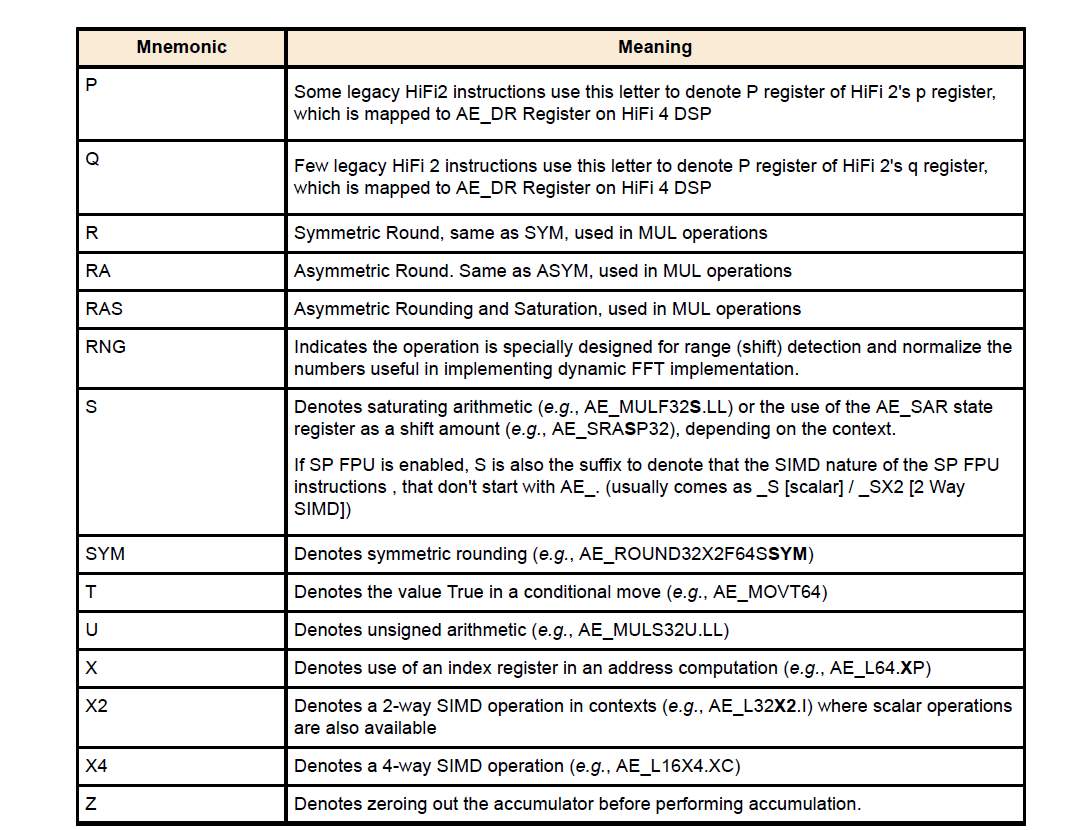 Mnemonic
Meaning
P
Some legacy HiFi2 instructions use this letter to denote P register of HiFi 2's p register,
which is mapped to AE_DR Register on HiFi 4 DSP
Q
Few legacy HiFi 2 instructions use this letter to denote P register of HiFi 2's q register,
which is mapped to AE_DR Register on HiFi 4 DSP
R
Symmetric Round, same as SYM, used in MUL operations
RA
Asymmetric Round. Same as ASYM, used in MUL operations
RAS
Asymmetric Rounding and Saturation, used in MUL operations
RNG
Indicates the operation is specially designed for range (shift) detection and normalize the
numbers useful in implementing dynamic FFT implementation.
S
Denotes saturating arithmetic (e.g., AE_MULF32S.LL) or the use of the AE_SAR state
register as a shift amount (e.g., AE_SRASP32), depending on the context.
If SP FPU is enabled, S is also the suffix to denote that the SIMD nature of the SP FPU
instructions , that don't start with AE_. (usually comes as _S [scalar] / _SX2 [2 Way
SIMD])
SYM
Denotes symmetric rounding (e.g., AE_ROUND32X2F64SSYM)
T
Denotes the value True in a conditional move (e.g., AE_MOVT64)
U
Denotes unsigned arithmetic (e.g., AE_MULS32U.LL)
X
Denotes use of an index register in an address computation (e.g., AE_L64.XP)
X2
Denotes a 2-way SIMD operation in contexts (e.g., AE_L32X2.I) where scalar operations
are also available
X4
Denotes a 4-way SIMD operation (e.g., AE_L16X4.XC)
Z
Denotes zeroing out the accumulator before performing accumulation.